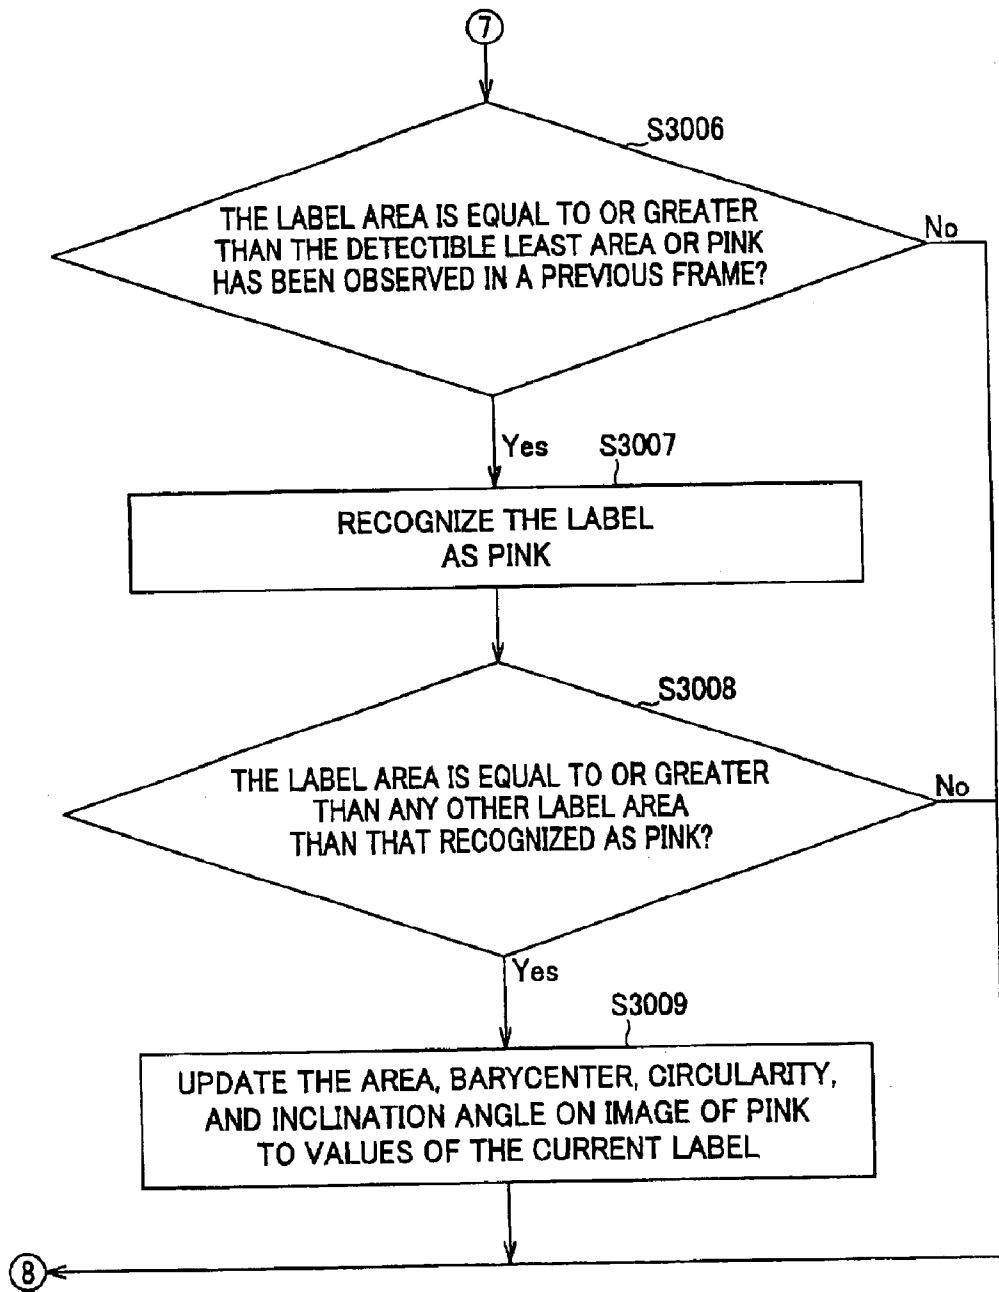 7
S3006
THE LABEL AREA IS EQUAL TO OR GREATER
THAN THE DETECTIBLE LEAST AREA OR PINK
HAS BEEN OBSERVED IN A PREVIOUS FRAME?
No
Yes
S3007
RECOGNIZE THE LABEL
AS PINK
S3008
THE LABEL AREA IS EQUAL TO OR GREATER
THAN ANY OTHER LABEL AREA
THAN THAT RECOGNIZED AS PINK?
No
Yes
S3009
UPDATE THE AREA, BARYCENTER, CIRCULARITY,
AND INCLINATION ANGLE ON IMAGE OF PINK
TO VALUES OF THE CURRENT LABEL
8